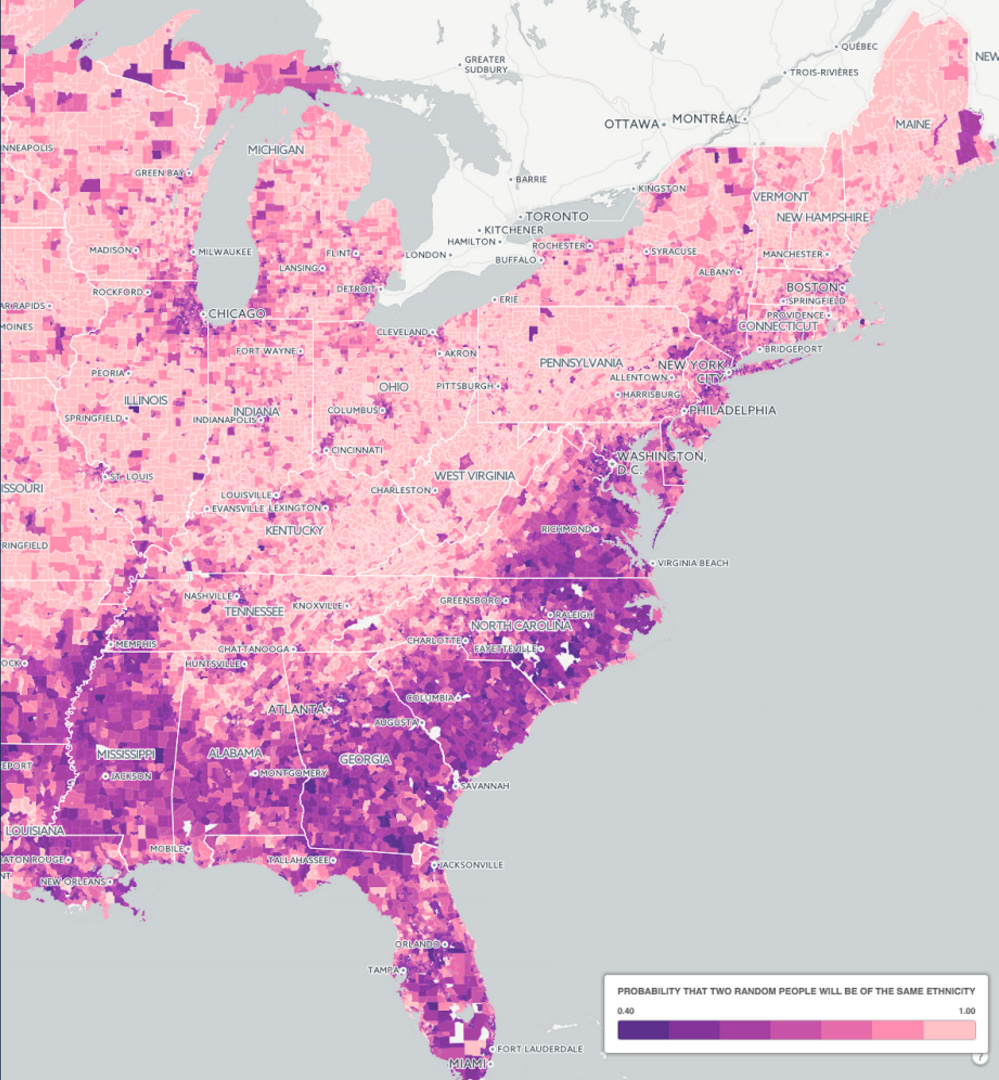 QUÉBEC
NEW
GREATER
SUDBURY
TROIS-RIVIÈRES
OTTAWA
MONTRÉAL
MAINE
NNEAPOLIS
MICHIGAN
GREEN BAY
BARRIE
KINGSTON
VERMONT
TORONTO
NEW HAMPSHIRE
KITCHENER
HAMILTON
ROCHESTER
MADISON
MILWAUKEE
FLINT
LONDON
BUFFALO
SYRACUSE
MANCHESTER
LANSING
ALBANY
ROCKFORD
DETROIT
BOSTON
ERIE
SPRINGFIELD
AR RAPIDS
CHICAGO
PROVIDENCE
MOINES
CLEVELAND
CONNECTICUT
FORT WAYNE
AKRON
BRIDGEPORT
PENNSYLVANIA
NEW YORK
CITY
PEORIA
OHIO
PITTSBURGH
ALLENTOWN
ILLINOIS
HARRISBURG
INDIANA
COLUMBUS
PHILADELPHIA
SPRINGFIELD
INDIANAPOLIS
CINCINNATI
WASHINGTON,
D.C.
ST. LOUIS
WEST VIRGINIA
ISSOURI
CHARLESTON
LOUISVILLE
EVANSVILLE
LEXINGTON
KENTUCKY
RICHMOND
RINGFIELD
VIRGINIA BEACH
NASHVILLE
GREENSBORO
TENNESSEE
KNOXVILLE
RALEIGH
NORTH CAROLINA
MEMPHIS
CHARLOTTE
CHATTANOOGA
FAYETTEVILLE
OCK
HUNTSVILLE
COLUMBIA
ATLANTA
AUGUSTA
MISSISSIPPI
ALABAMA
GEORGIA
EPORT
JACKSON
MONTGOMERY
SAVANNAH
LOUISIANA
MOBILE
TALLAHASSEE
JACKSONVILLE
ATON ROUGE
NT
NEW ORLEANS
ORLANDO
TAMPA
PROBABILITY THAT TWO RANDOM PEOPLE WILL BE OF THE SAME ETHNICITY
0.40 1.00
FORT LAUDERDALE
MIAMI
?